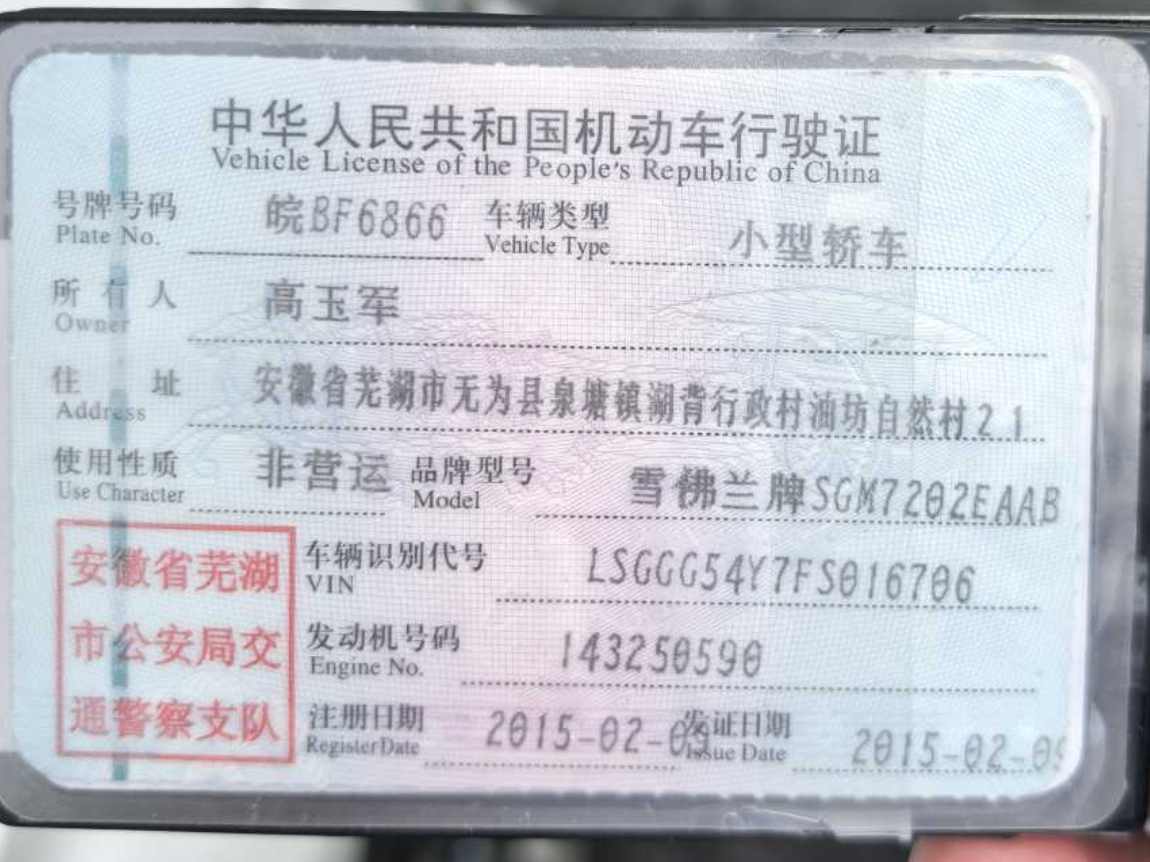 中华人民共和国机动车行驶证
Vehicle License of the People's Republic of China
号牌号码 皖BF6866 车辆类型 小型轿车
Plate No. Vehicle Type
所有人 高玉军
Owner
住址 安徽省芜湖市无为县泉塘镇湖背行政村油坊自然村21
Address
使用性质 非营运 品牌型号 雪佛兰牌SGM7202EAAB
Use Character Model
安徽省芜湖
市公安局交
通警察支队
车辆识别代号 LSGGG54Y7FS016706
VIN
发动机号码 143250590
Engine No.
注册日期 2015-02-09 发证日期 2015-02-09
Register Date Issue Date